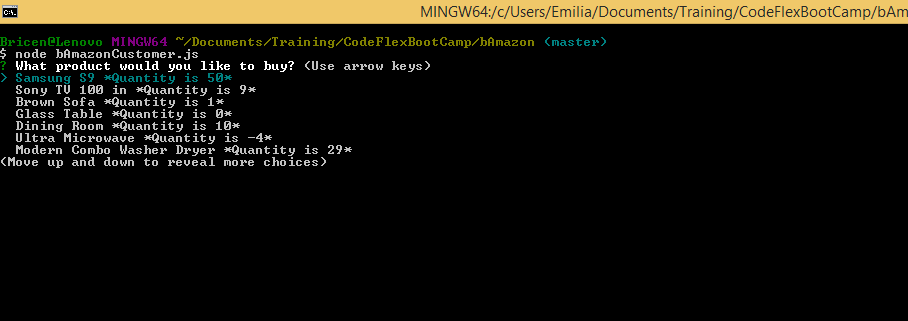 MINGW64:/c/Users/Emilia/Documents/Training/CodeFlexBootCamp/bAm
Bricen@Lenovo MINGW64 ~/Documents/Training/CodeFlexBootCamp/bAmazon (master)
$ node bAmazonCustomer.js
? What product would you like to buy? (Use arrow keys)
> Samsung S9 *Quantity is 50*
Sony TV 100 in *Quantity is 9*
Brown Sofa *Quantity is 1*
Glass Table *Quantity is 0*
Dining Room *Quantity is 10*
Ultra Microwave *Quantity is -4*
Modern Combo Washer Dryer *Quantity is 29*
(Move up and down to reveal more choices)